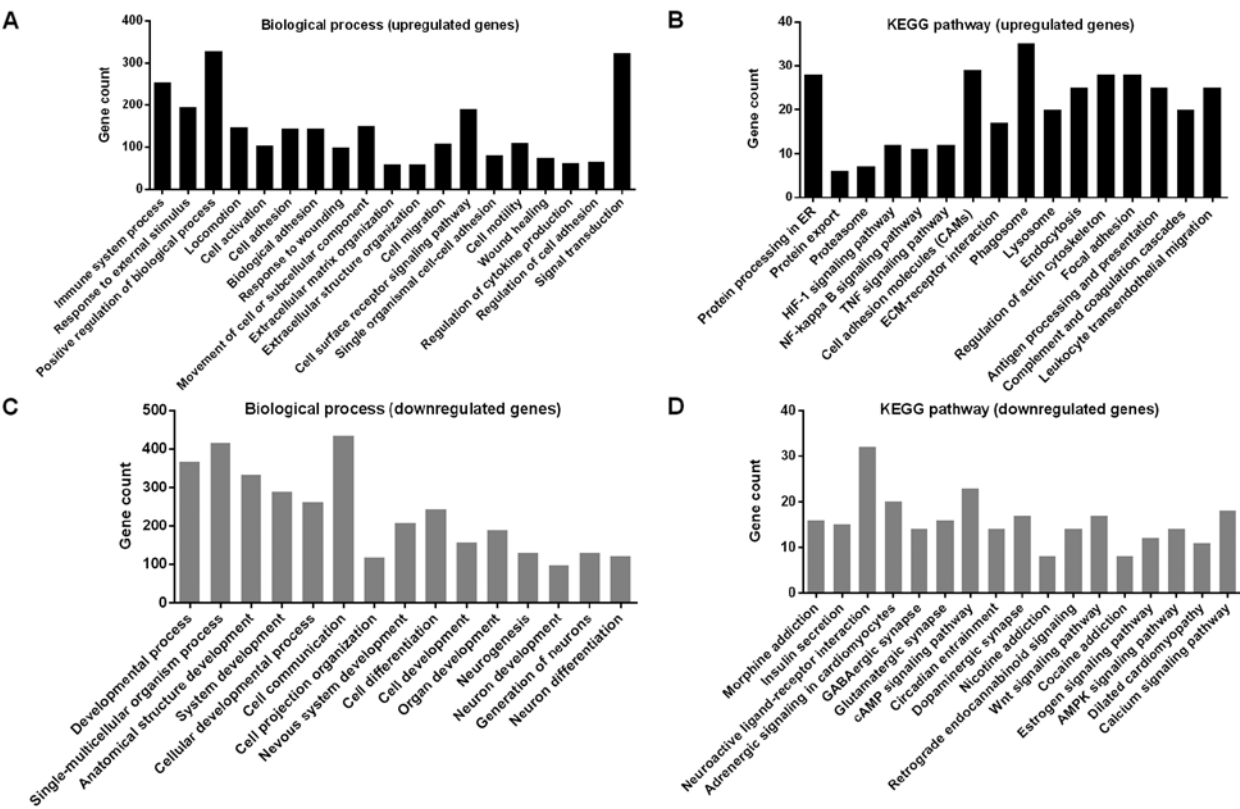 A
Biological process (upregulated genes)
Gene count
400
300
200
100
0
Immune system process
Response to external stimulus
Positive regulation of biological process
Locomotion
Cell activation
Cell adhesion
Biological adhesion
Response to wounding
Movement of cell or subcellular component
Extracellular matrix organization
Extracellular structure organization
Cell migration
Cell surface receptor signaling pathway
Single organismal cell-cell adhesion
Cell motility
Wound healing
Regulation of cytokine production
Regulation of cell adhesion
Signal transduction
B
KEGG pathway (upregulated genes)
Gene count
40
30
20
10
0
Protein processing in ER
Protein export
Proteasome
HIF-1 signaling pathway
NF-kappa B signaling pathway
TNF signaling pathway
Cell adhesion molecules (CAMs)
ECM-receptor interaction
Phagosome
Lysosome
Endocytosis
Regulation of actin cytoskeleton
Focal adhesion
Antigen processing and presentation
Complement and coagulation cascades
Leukocyte transendothelial migration
C
Biological process (downregulated genes)
Gene count
500
400
300
200
100
0
Developmental process
Single-multicellular organism process
Anatomical structure development
System development
Cellular developmental process
Cell communication
Cell projection organization
Nevous system development
Cell differentiation
Cell development
Organ development
Neurogenesis
Neuron development
Generation of neurons
Neuron differentiation
D
KEGG pathway (downregulated genes)
Gene count
40
30
20
10
0
Morphine addiction
Insulin secretion
Neuroactive ligand-receptor interaction
Adrenergic signaling in cardiomyocytes
GABAergic synapse
Glutamatergic synapse
cAMP signaling pathway
Circadian entrainment
Dopaminergic synapse
Nicotine addiction
Retrograde endocannabinoid signaling
Wnt signaling pathway
Cocaine addiction
Estrogen signaling pathway
AMPK signaling pathway
Dilated cardiomyopathy
Calcium signaling pathway